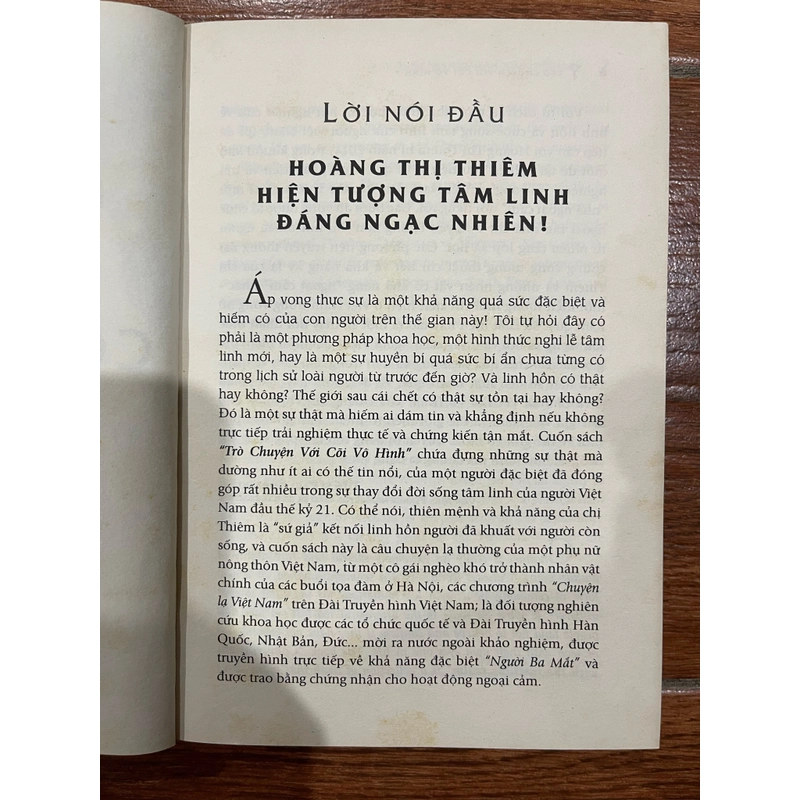 LỜI NÓI ĐẦU
HOÀNG THỊ THIÊM
HIỆN TƯỢNG TÂM LINH
ĐÁNG NGẠC NHIÊN!
Áp vong thực sự là một khả năng quá sức đặc biệt và
hiếm có của con người trên thế gian này! Tôi tự hỏi đây có
phải là một phương pháp khoa học, một hình thức nghi lễ tâm
linh mới, hay là một sự huyền bi quá sức bí ẩn chưa từng có
trong lịch sử loài người từ trước đến giờ? Và linh hồn có thật
hay không? Thế giới sau cái chết có thật sự tồn tại hay không?
Đó là một sự thật mà hiếm ai dám tin và khẳng định nếu không
trực tiếp trải nghiệm thực tế và chứng kiến tận mắt. Cuốn sách
“Trò Chuyện Với Cõi Vô Hình” chứa đựng những sự thật mà
dường như ít ai có thể tin nổi, của một người đặc biệt đã đóng
góp rất nhiều trong sự thay đổi đời sống tâm linh của người Việt
Nam đầu thế kỷ 21. Có thể nói, thiên mệnh và khả năng của chị
Thiêm là “sứ giả” kết nối linh hồn người đã khuất với người còn
sống, và cuốn sách này là câu chuyện lạ thường của một phụ nữ
nông thôn Việt Nam, từ một cô gái nghèo khó trở thành nhân vật
chính của các buổi tọa đàm ở Hà Nội, các chương trình “Chuyện
lạ Việt Nam” trên Đài Truyền hình Việt Nam; là đối tượng nghiên
cứu khoa học được các tổ chức quốc tế và Đài Truyền hình Hàn
Quốc, Nhật Bản, Đức... mời ra nước ngoài khảo nghiệm, được
truyền hình trực tiếp về khả năng đặc biệt “Người Ba Mắt” và
được trao bằng chứng nhận cho hoạt động ngoại cảm.